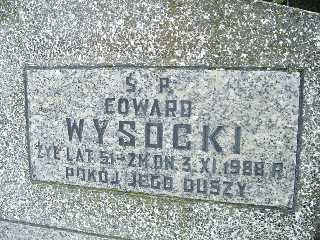 Ś. P.
EDWARD
WYSOCKI
ŻYŁ LAT 51-ZM. DN. 3.XI.1988 R.
POKÓJ JEGO DUSZY